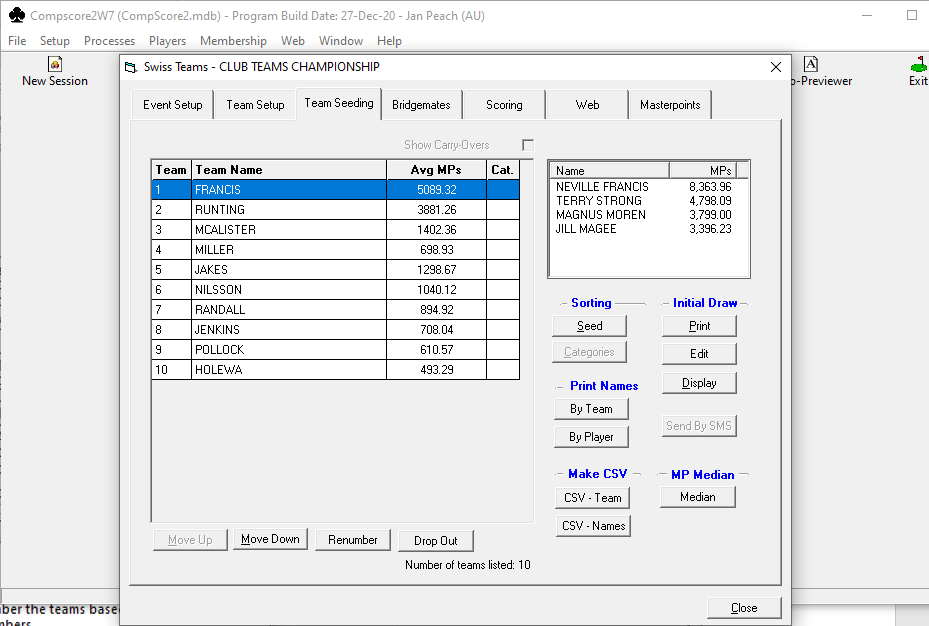 Compscore2W7 (CompScore2.mdb) - Program Build Date: 27-Dec-20 - Jan Peach (AU)
File Setup Processes Players Membership Web Window Help
New Session
o-Previewer
Exit
Swiss Teams - CLUB TEAMS CHAMPIONSHIP
Event Setup Team Setup Team Seeding Bridgemates Scoring Web Masterpoints
Show Carry-Overs
Team Team Name Avg MPs Cat.
1 FRANCIS 5089.32
2 RUNTING 3881.26
3 MCALISTER 1402.36
4 MILLER 698.93
5 JAKES 1298.67
6 NILSSON 1040.12
7 RANDALL 894.92
8 JENKINS 708.04
9 POLLOCK 610.57
10 HOLEWA 493.29
Name MPs
NEVILLE FRANCIS 8,363.96
TERRY STRONG 4,798.09
MAGNUS MOREN 3,799.00
JILL MAGEE 3,396.23
Sorting
Seed
Categories
Initial Draw
Print
Edit
Display
Send By SMS
Print Names
By Team
By Player
Make CSV
CSV - Team
CSV - Names
MP Median
Median
Move Up Move Down Renumber Drop Out
Number of teams listed: 10
Close
ber the teams base
mbers